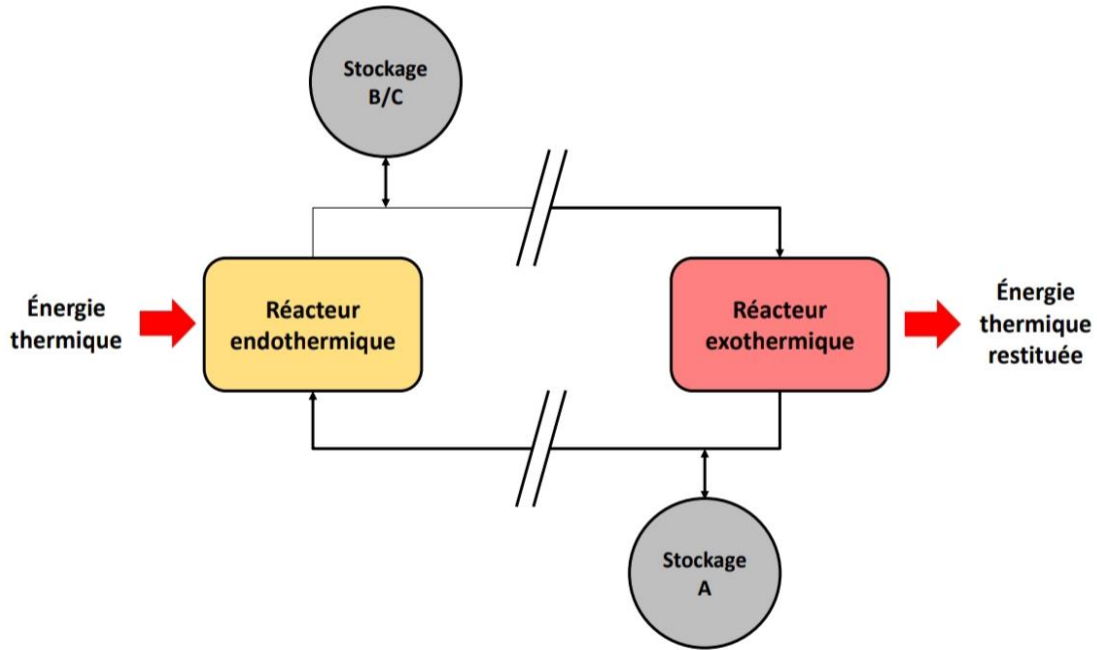 Stockage
B/C
Énergie
thermique
Réacteur
endothermique
Réacteur
exothermique
Énergie
thermique
restituée
Stockage
A